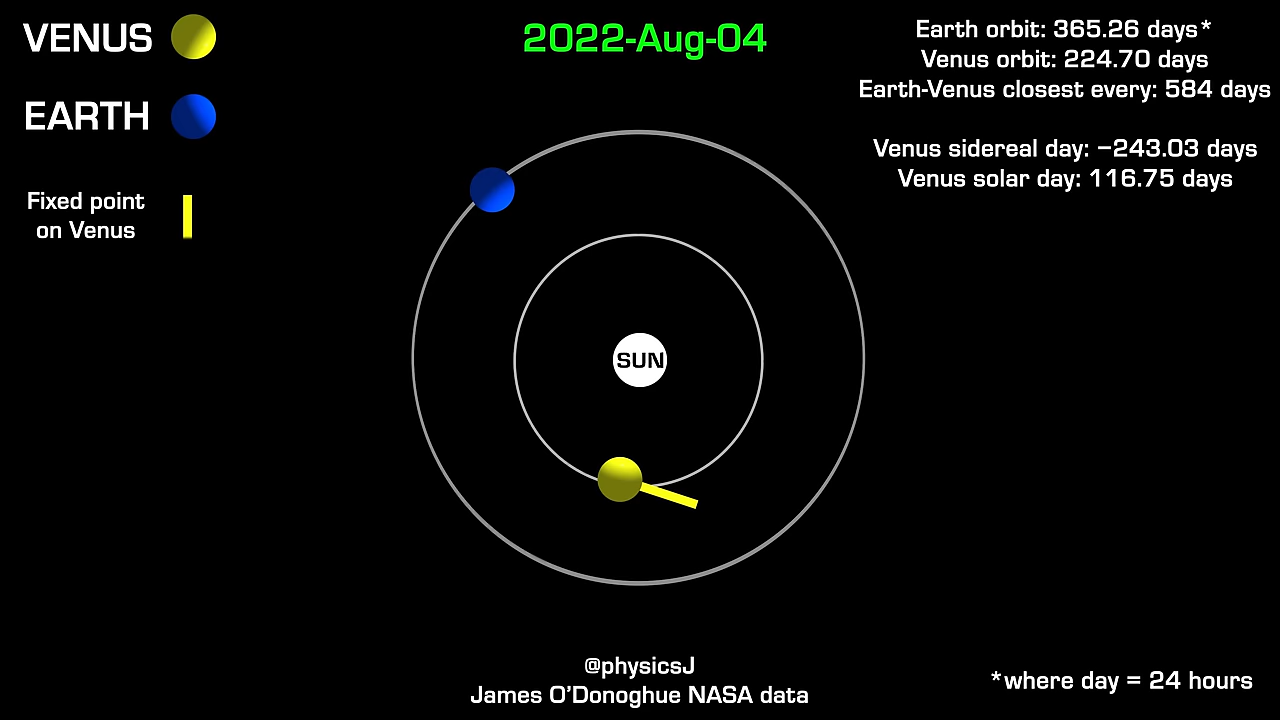 VENUS
EARTH
Fixed point
on Venus
2022-Aug-04
Earth orbit: 365.26 days*
Venus orbit: 224.70 days
Earth-Venus closest every: 584 days
Venus sidereal day: −243.03 days
Venus solar day: 116.75 days
SUN
@physicsJ
James O’Donoghue NASA data
*where day = 24 hours